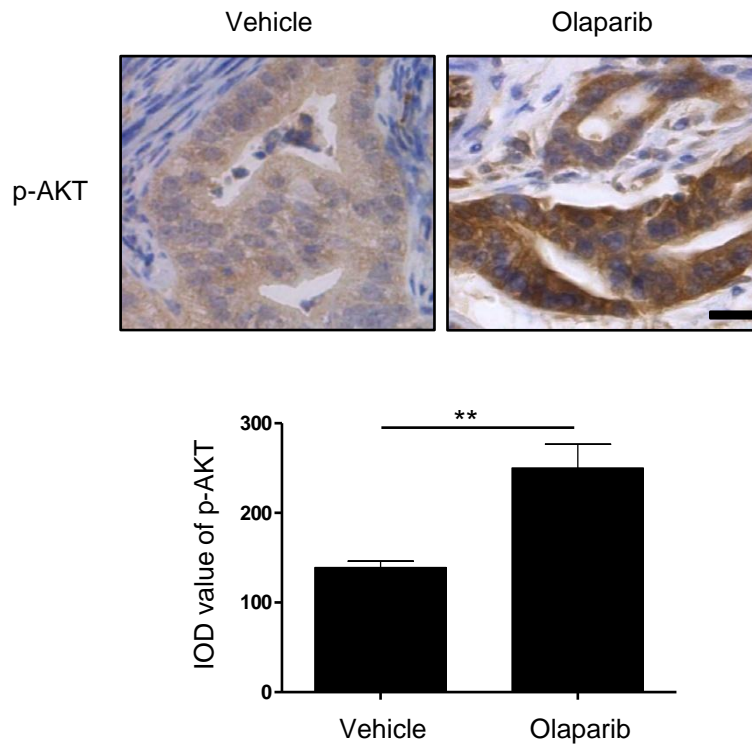 Vehicle Olaparib
p-AKT
**
300
200
100
0
IOD value of p-AKT
Vehicle Olaparib